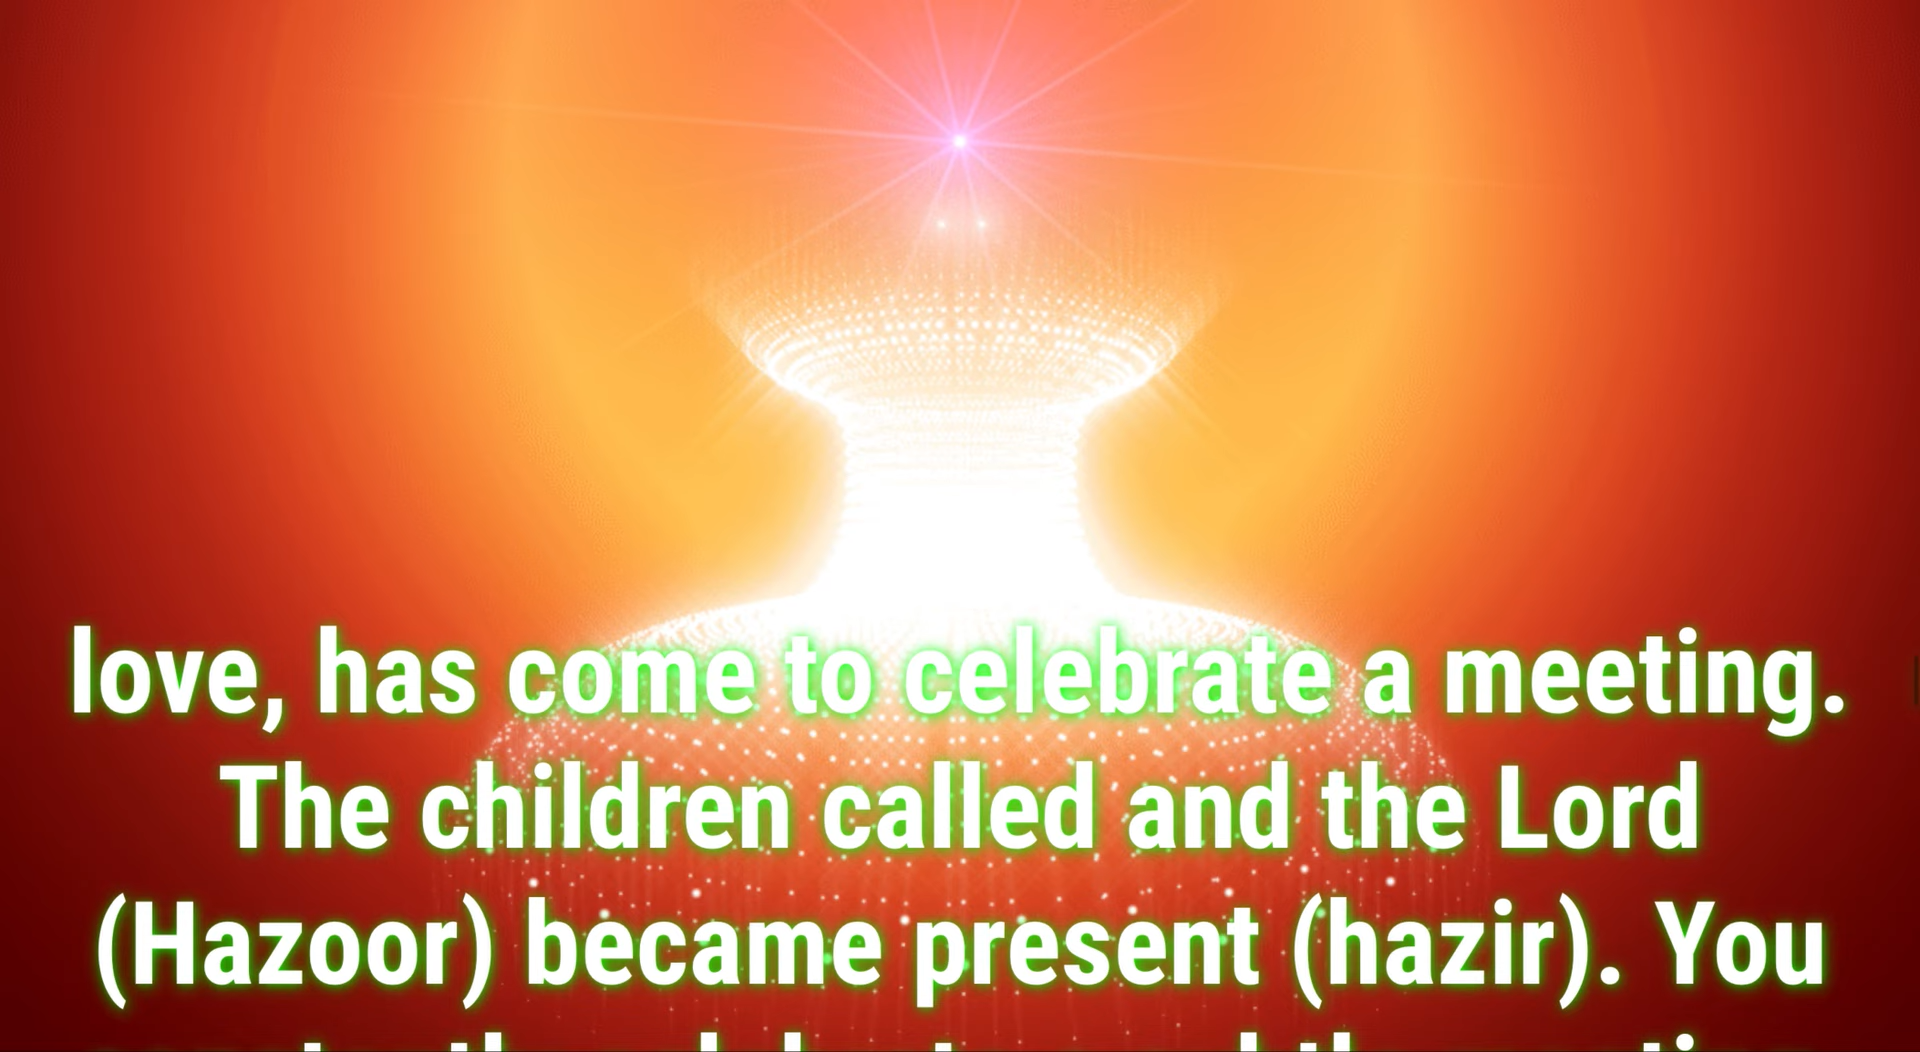 love, has come to celebrate a meeting.
The children called and the Lord
(Hazoor) became present (hazir). You